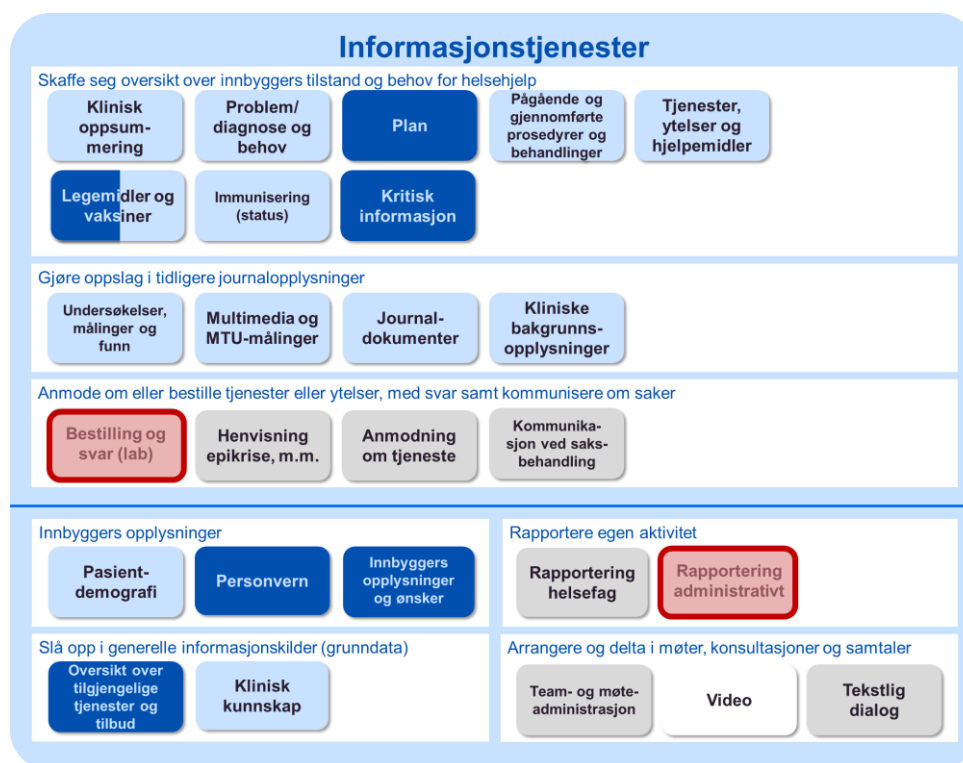 Informasjonstjenester
Skaffe seg oversikt over innbyggers tilstand og behov for helsehjelp
Klinisk
oppsum-
mering
Problem/
diagnose og
behov
Plan
Pågående og
gjennomførte
prosedyrer og
behandlinger
Tjenester,
ytelser og
hjelpemidler
Legemidler og
vaksiner
Immunisering
(status)
Kritisk
informasjon
Gjøre oppslag i tidligere journalopplysninger
Undersøkelser,
målinger og
funn
Multimedia og
MTU-målinger
Journal-
dokumenter
Kliniske
bakgrunns-
opplysninger
Anmode om eller bestille tjenester eller ytelser, med svar samt kommunisere om saker
Bestilling og
svar (lab)
Henvisning
epikrise, m.m.
Anmodning
om tjeneste
Kommunika-
sjon ved saks-
behandling
Innbyggers opplysninger
Pasient-
demografi
Personvern
Innbyggers
opplysninger
og ønsker
Rapportere egen aktivitet
Rapportering
helsefag
Rapportering
administrativt
Slå opp i generelle informasjonskilder (grunndata)
Oversikt over
tilgjengelige
tjenester og
tilbud
Klinisk
kunnskap
Arrangere og delta i møter, konsultasjoner og samtaler
Team- og møte-
administrasjon
Video
Tekstlig
dialog